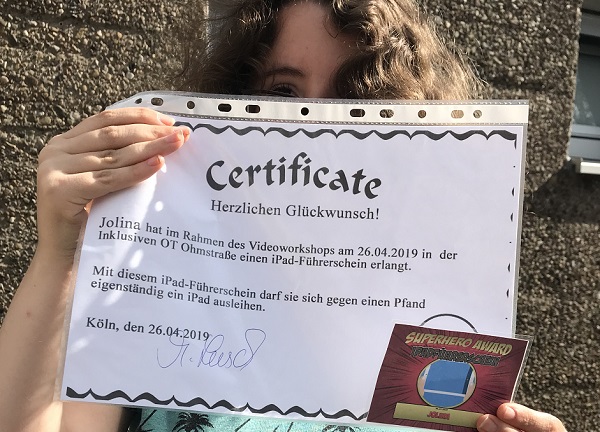 Certificate
Herzlichen Glückwunsch!
Jolina hat im Rahmen des Videoworkshops am 26.04.2019 in der
Inklusiven OT Ohmstraße einen iPad-Führerschein erlangt.
Mit diesem iPad-Führerschein darf sie sich gegen einen Pfand
eigenständig ein iPad ausleihen.
Köln, den 26.04.2019
SUPERHERO AWARD
IPADFÜHRERSCHEIN
JOLINA